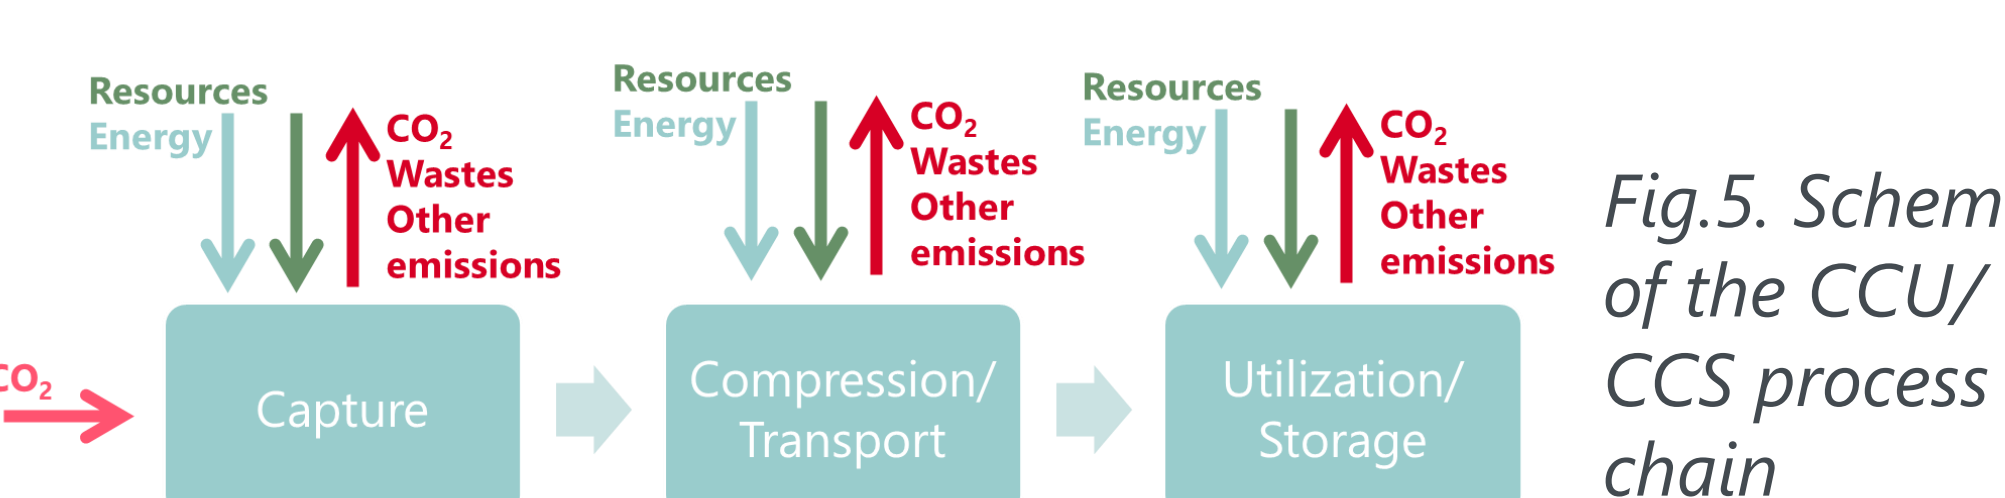 Resources
Energy
CO₂
Wastes
Other
emissions
Resources
Energy
CO₂
Wastes
Other
emissions
Resources
Energy
CO₂
Wastes
Other
emissions
CO₂
Capture
Compression/
Transport
Utilization/
Storage
Fig.5. Schem
of the CCU/
CCS process
chain